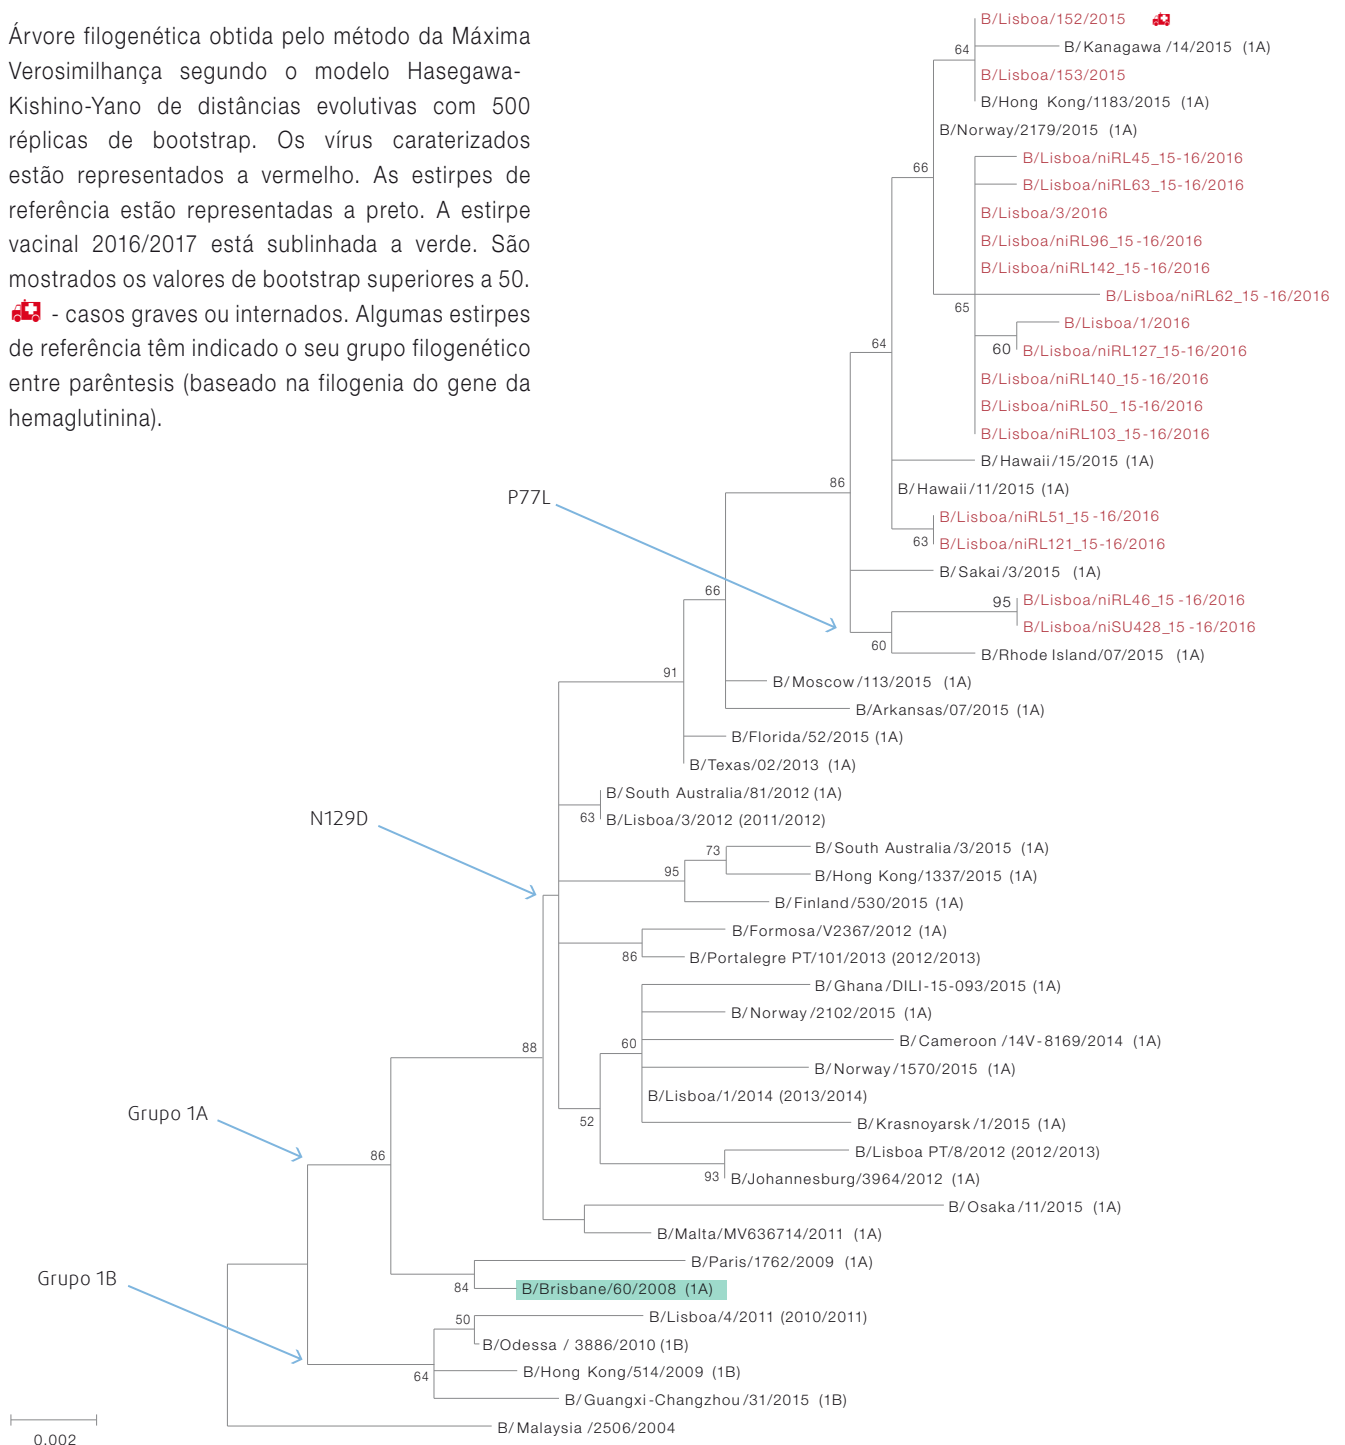 Árvore filogenética obtida pelo método da Máxima
Verosimilhança segundo o modelo Hasegawa-
Kishino-Yano de distâncias evolutivas com 500
réplicas de bootstrap. Os vírus caraterizados
estão representados a vermelho. As estirpes de
referência estão representadas a preto. A estirpe
vacinal 2016/2017 está sublinhada a verde. São
mostrados os valores de bootstrap superiores a 50.
- casos graves ou internados. Algumas estirpes
de referência têm indicado o seu grupo filogenético
entre parêntesis (baseado na filogenia do gene da
hemaglutinina).
B/Lisboa/152/2015
64
B/Kanagawa/14/2015 (1A)
B/Lisboa/153/2015
B/Hong Kong/1183/2015 (1A)
B/Norway/2179/2015 (1A)
66
B/Lisboa/niRL45_15-16/2016
B/Lisboa/niRL63_15-16/2016
B/Lisboa/3/2016
B/Lisboa/niRL96_15-16/2016
B/Lisboa/niRL142_15-16/2016
B/Lisboa/niRL62_15-16/2016
65
B/Lisboa/1/2016
60
B/Lisboa/niRL127_15-16/2016
64
B/Lisboa/niRL140_15-16/2016
B/Lisboa/niRL50_15-16/2016
B/Lisboa/niRL103_15-16/2016
B/Hawaii/15/2015 (1A)
86
B/Hawaii/11/2015 (1A)
P77L
B/Lisboa/niRL51_15-16/2016
63
B/Lisboa/niRL121_15-16/2016
B/Sakai/3/2015 (1A)
66
95
B/Lisboa/niRL46_15-16/2016
B/Lisboa/niSU428_15-16/2016
60
B/Rhode Island/07/2015 (1A)
91
B/Moscow/113/2015 (1A)
B/Arkansas/07/2015 (1A)
B/Florida/52/2015 (1A)
B/Texas/02/2013 (1A)
B/South Australia/81/2012 (1A)
N129D
63
B/Lisboa/3/2012 (2011/2012)
73
B/South Australia/3/2015 (1A)
95
B/Hong Kong/1337/2015 (1A)
B/Finland/530/2015 (1A)
B/Formosa/V2367/2012 (1A)
86
B/Portalegre PT/101/2013 (2012/2013)
B/Ghana/DILI-15-093/2015 (1A)
B/Norway/2102/2015 (1A)
88
60
B/Cameroon/14V-8169/2014 (1A)
B/Norway/1570/2015 (1A)
B/Lisboa/1/2014 (2013/2014)
Grupo 1A
52
B/Krasnoyarsk/1/2015 (1A)
86
B/Lisboa PT/8/2012 (2012/2013)
93
B/Johannesburg/3964/2012 (1A)
B/Osaka/11/2015 (1A)
B/Malta/MV636714/2011 (1A)
B/Paris/1762/2009 (1A)
Grupo 1B
84
B/Brisbane/60/2008 (1A)
50
B/Lisboa/4/2011 (2010/2011)
B/Odessa / 3886/2010 (1B)
64
B/Hong Kong/514/2009 (1B)
B/Guangxi-Changzhou/31/2015 (1B)
B/Malaysia/2506/2004
0.002